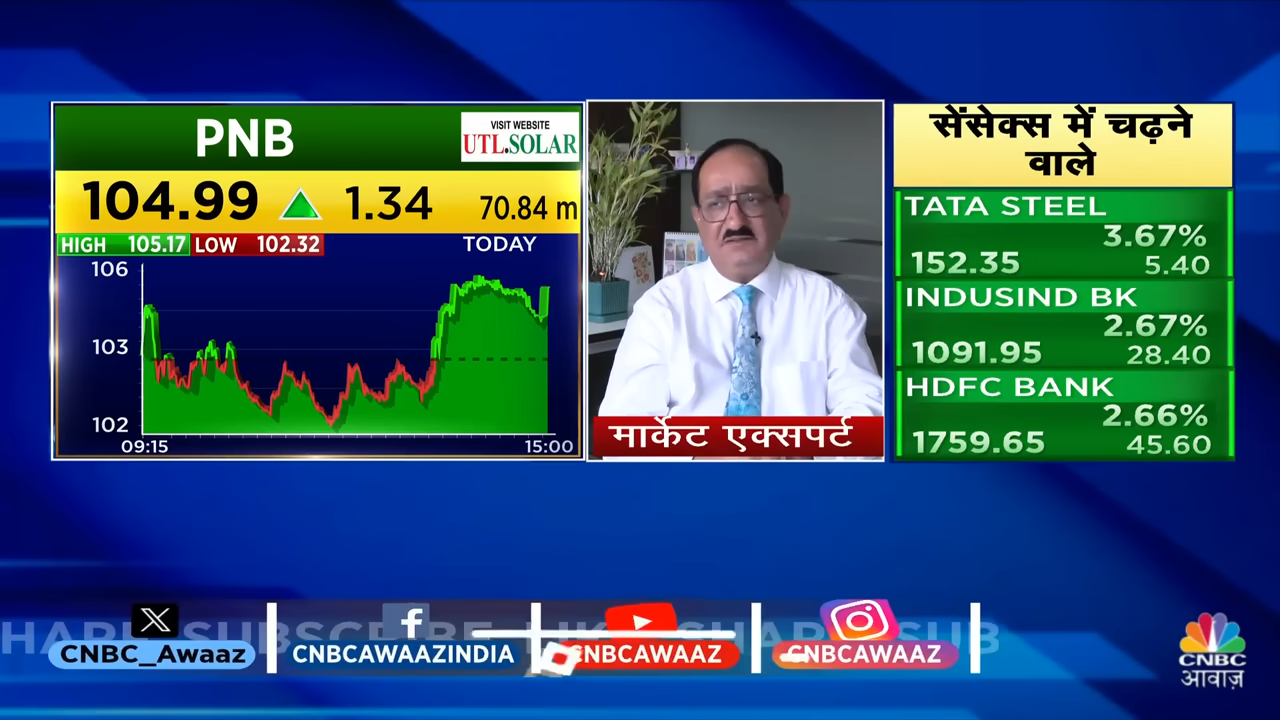 PNB
VISIT WEBSITE
UTL.SOLAR
104.99 1.34 70.84 m
HIGH 105.17 LOW 102.32 TODAY
106
103
102
09:15 15:00
मार्केट एक्सपर्ट
सेंसेक्स में चढ़ने
वाले
TATA STEEL
3.67%
152.35 5.40
INDUSIND BK
2.67%
1091.95 28.40
HDFC BANK
2.66%
1759.65 45.60
CNBC_Awaaz
CNBCAWAAZINDIA
CNBCAWAAZ
CNBCAWAAZ
CNBC
आवाज़